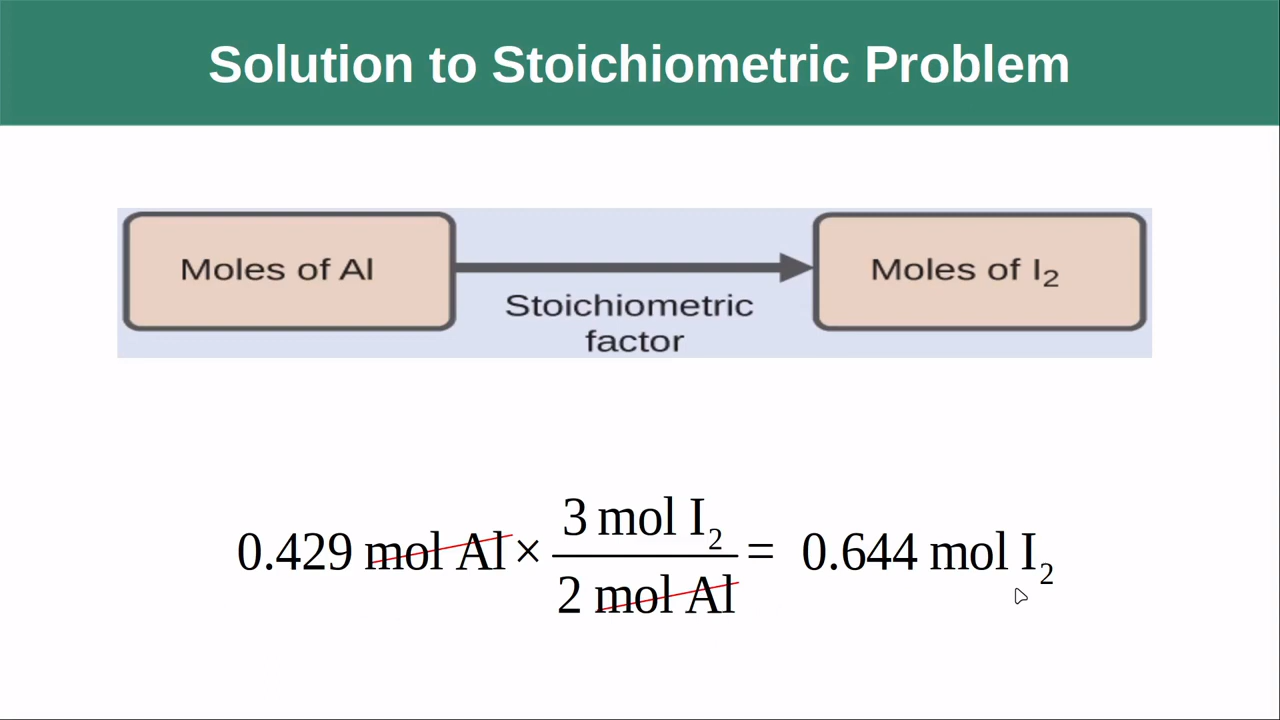 Solution to Stoichiometric Problem
Moles of Al
Stoichiometric
factor
Moles of I₂
0.429 mol Al × 3 mol I₂ / 2 mol Al = 0.644 mol I₂